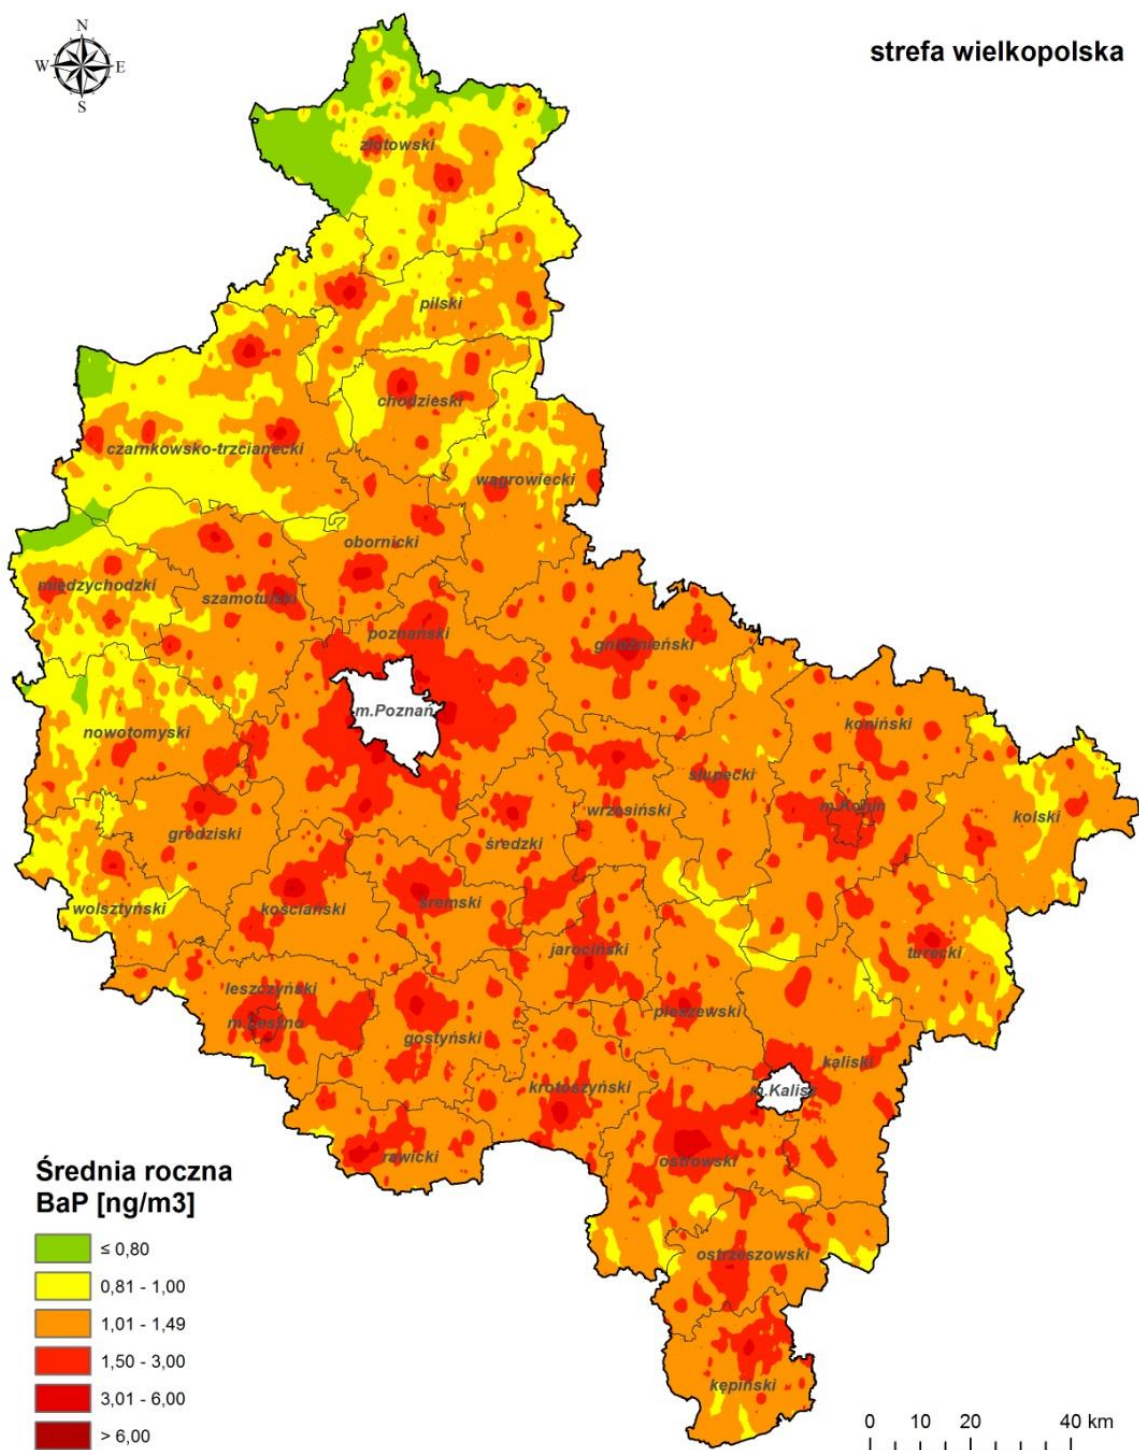 N
strefa wielkopolska
W E
S
złotowski
pilski
chodzieski
czarnkowsko-trzcianecki
wągrowiecki
obornicki
międzychodzki
szamotulski
poznański
gnieźnieński
m.Poznań
nowotomyski
koniński
słupecki
m.Konin
kolski
wrzesiński
grodziski
średzki
wolsztyński
kościański
śremski
jarociński
turecki
leszczyński
m.Leszno
gostyński
pleszewski
kaliski
m.Kalisz
krotoszyński
rawicki
ostrowski
Średnia roczna
BaP [ng/m3]
≤ 0,80
0,81 - 1,00
ostrzeszowski
1,01 - 1,49
1,50 - 3,00
kępiński
3,01 - 6,00
0 10 20 40 km
> 6,00